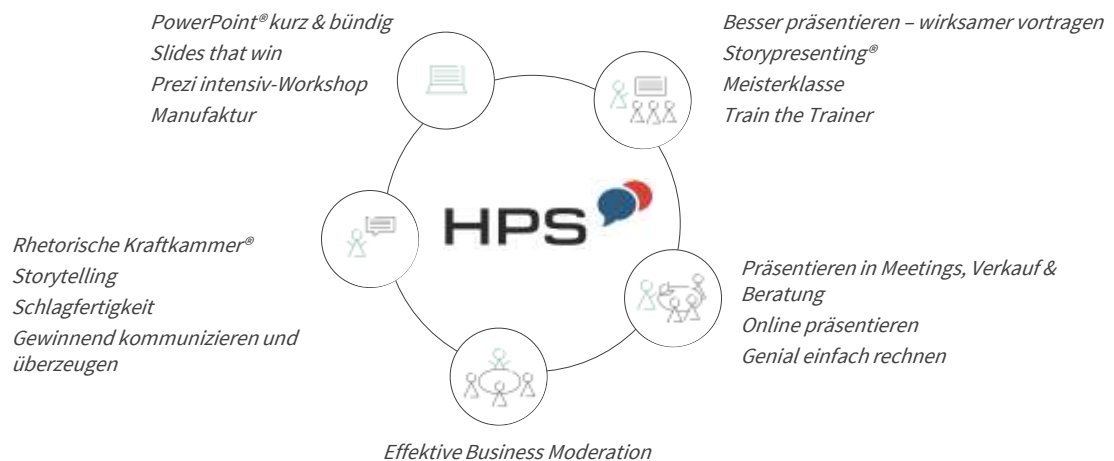 PowerPoint® kurz & bündig
Slides that win
Prezi intensiv-Workshop
Manufaktur
Besser präsentieren – wirksamer vortragen
Storypresenting®
Meisterklasse
Train the Trainer
HPS
Rhetorische Kraftkammer®
Storytelling
Schlagfertigkeit
Gewinnend kommunizieren und
überzeugen
Präsentieren in Meetings, Verkauf &
Beratung
Online präsentieren
Genial einfach rechnen
Effektive Business Moderation